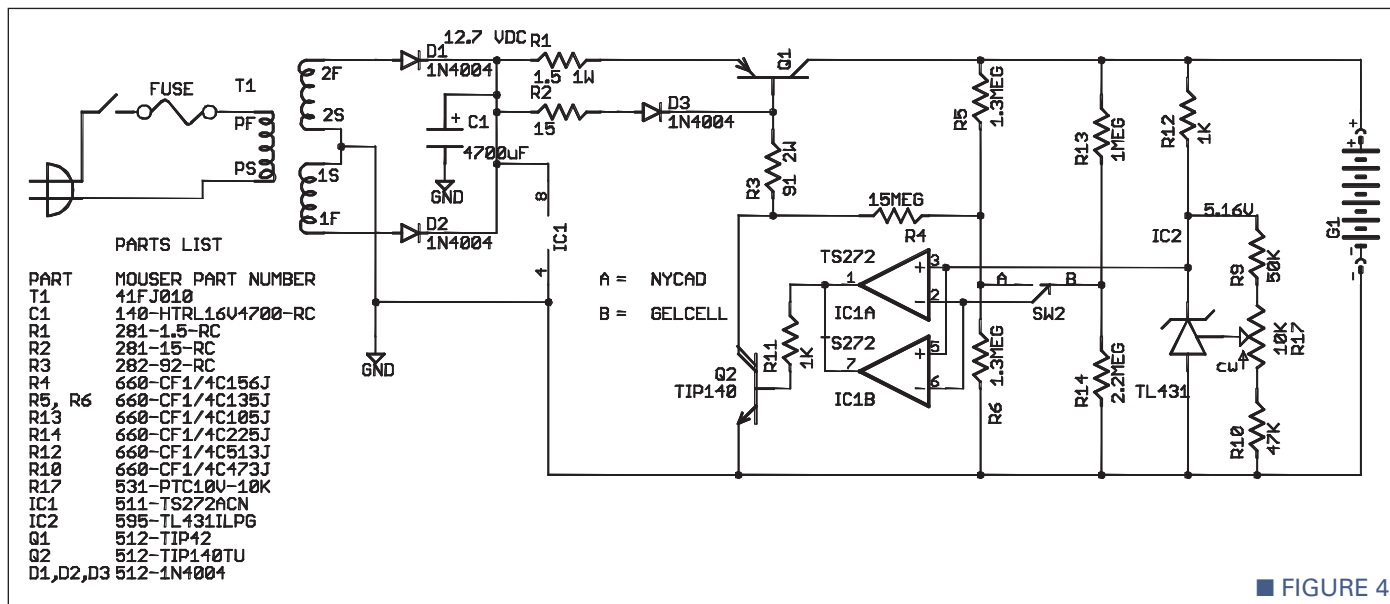 12.7 VDC
R1
1.5 1W
D1
1N4004
Q1
FUSE
T1
2F
2S
PF
PS
1S
1F
+
C1
4700uF
GND
R2
15
D3
1N4004
R3
91 2W
R5
1.3MEG
R13
1MEG
R12
1K
+
+
-
-
G1
8
4
IC1
D2
1N4004
15MEG
R4
5.16V
IC2
R9
50K
TS272
1
+
3
-
2
IC1A
A
B
SW2
A = NYCAD
B = GELCELL
10K
R17
CW
TL431
R11
1K
TS272
7
+
5
-
6
IC1B
R6
1.3MEG
R14
2.2MEG
R10
47K
Q2
TIP140
GND
PARTS LIST
PART MOUSER PART NUMBER
T1 41FJ010
C1 140-HTRL16V4700-RC
R1 281-1.5-RC
R2 281-15-RC
R3 282-92-RC
R4 660-CF1/4C156J
R5, R6 660-CF1/4C135J
R13 660-CF1/4C105J
R14 660-CF1/4C225J
R12 660-CF1/4C513J
R10 660-CF1/4C473J
R17 531-PTC10V-10K
IC1 511-TS272ACN
IC2 595-TL431ILPG
Q1 512-TIP42
Q2 512-TIP140TU
D1,D2,D3 512-1N4004
■ FIGURE 4